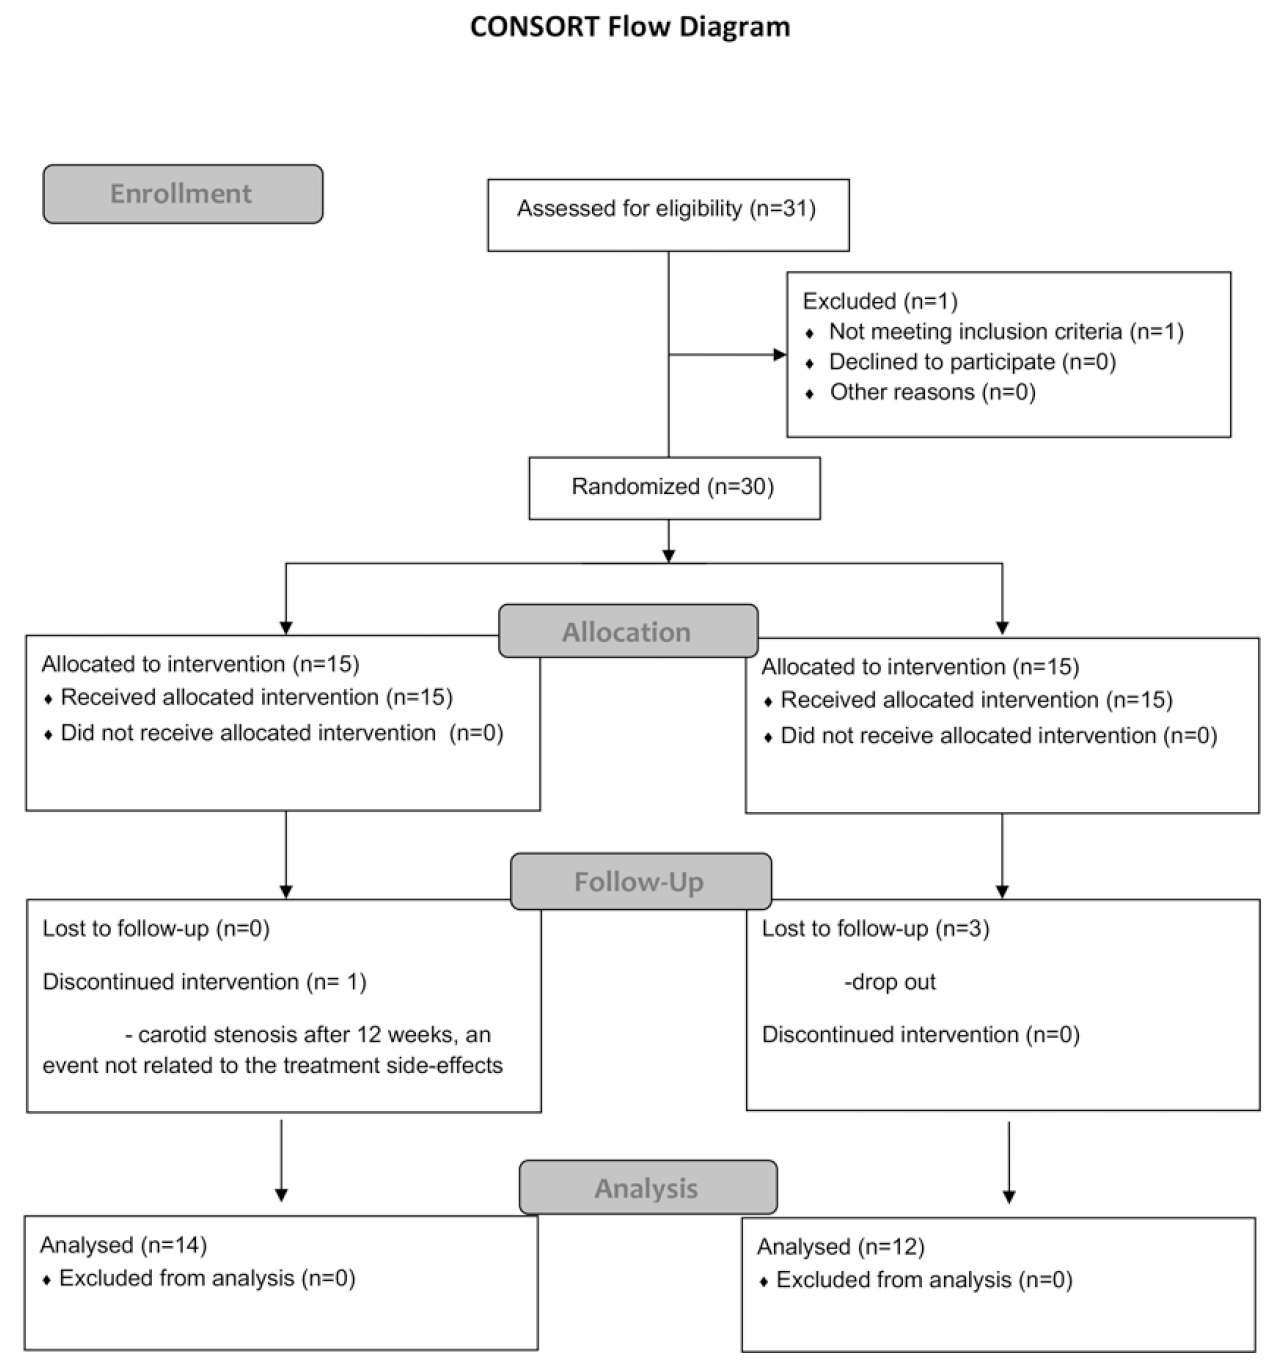 CONSORT Flow Diagram
Enrollment
Assessed for eligibility (n=31)
Excluded (n=1)
♦ Not meeting inclusion criteria (n=1)
♦ Declined to participate (n=0)
♦ Other reasons (n=0)
Randomized (n=30)
Allocation
Allocated to intervention (n=15)
♦ Received allocated intervention (n=15)
♦ Did not receive allocated intervention (n=0)
Allocated to intervention (n=15)
♦ Received allocated intervention (n=15)
♦ Did not receive allocated intervention (n=0)
Follow-Up
Lost to follow-up (n=0)
Discontinued intervention (n= 1)
- carotid stenosis after 12 weeks, an
event not related to the treatment side-effects
Lost to follow-up (n=3)
-drop out
Discontinued intervention (n=0)
Analysis
Analysed (n=14)
♦ Excluded from analysis (n=0)
Analysed (n=12)
♦ Excluded from analysis (n=0)